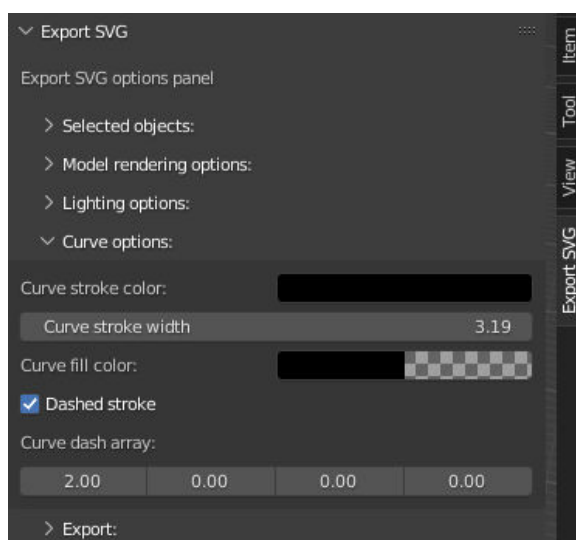 Export SVG
Export SVG options panel
Selected objects:
Model rendering options:
Lighting options:
Curve options:
Curve stroke color:
Curve stroke width 3.19
Curve fill color:
Dashed stroke
Curve dash array:
2.00 0.00 0.00 0.00
Export:
Item
Tool
View
Export SVG